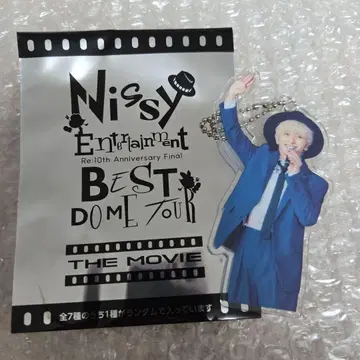 Nissy
Entertainment
Re:10th Anniversary Final
BEST
DOME TOUR
THE MOVIE
全7種のうち1種がランダムで入っています